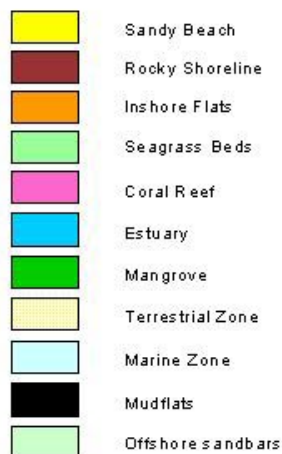 Sandy Beach
Rocky Shoreline
Inshore Flats
Seagrass Beds
Coral Reef
Estuary
Mangrove
Terrestrial Zone
Marine Zone
Mudflats
Offshore sandbars